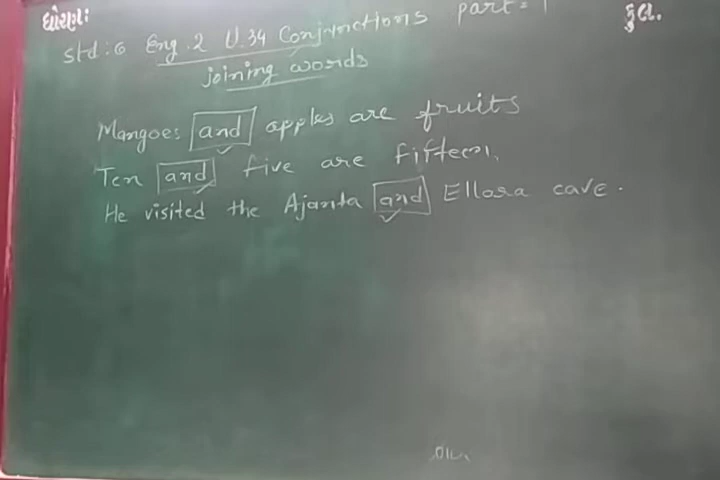 ધોરણ: કુલ.
Std: 6 Eng. 2 U.34 Conjunctions part = 1
joining words
Mangoes and apples are fruits
Ten and five are fifteen.
He visited the Ajanta and Ellora cave.